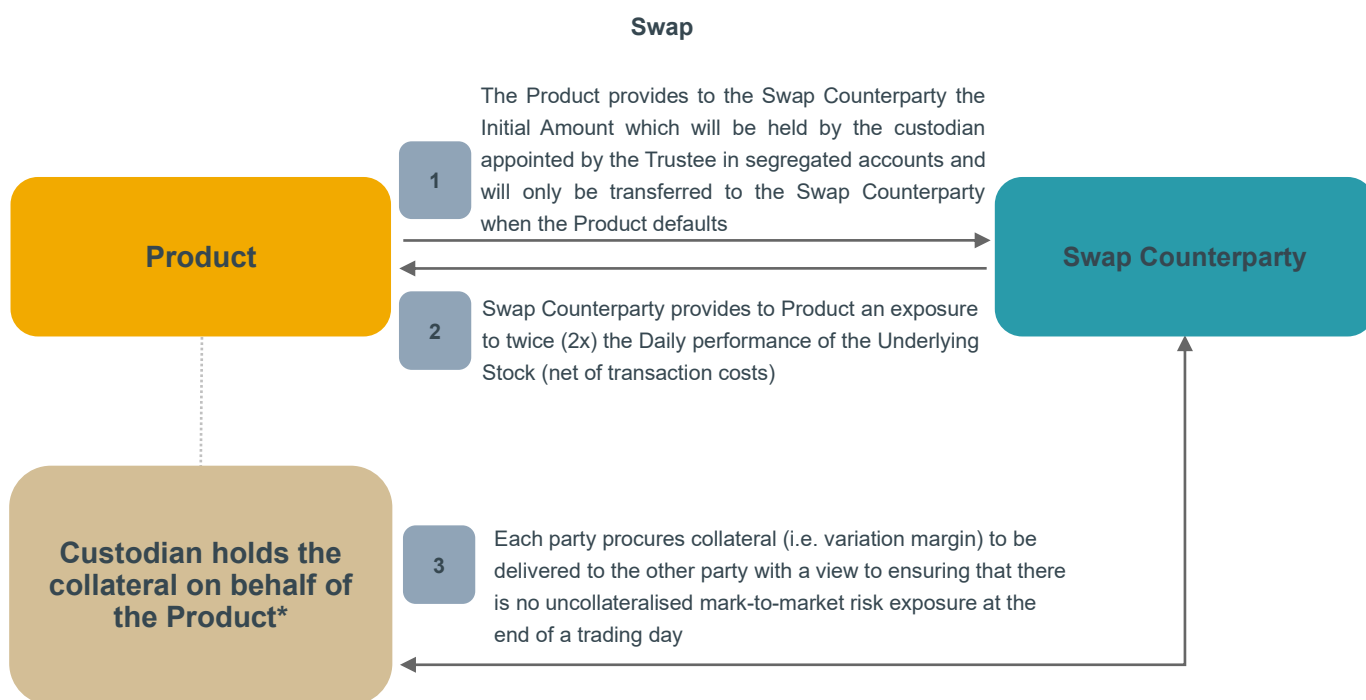 Swap
The Product provides to the Swap Counterparty the
Initial Amount which will be held by the custodian
appointed by the Trustee in segregated accounts and
will only be transferred to the Swap Counterparty
when the Product defaults
1
Product
Swap Counterparty
2
Swap Counterparty provides to Product an exposure
to twice (2x) the Daily performance of the Underlying
Stock (net of transaction costs)
Custodian holds the
collateral on behalf of
the Product*
3
Each party procures collateral (i.e. variation margin) to be
delivered to the other party with a view to ensuring that there
is no uncollateralised mark-to-market risk exposure at the
end of a trading day